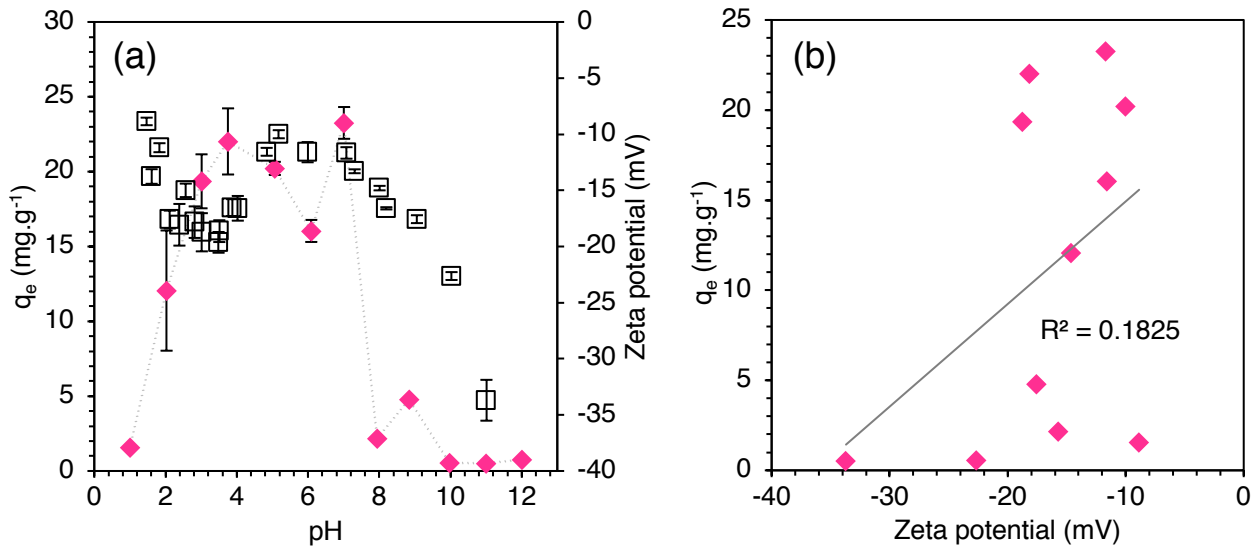 (a)
30
25
20
15
10
5
0
qₑ (mg.g⁻¹)
0
-5
-10
-15
-20
-25
-30
-35
-40
Zeta potential (mV)
0 2 4 6 8 10 12
pH
(b)
25
20
15
10
5
0
qₑ (mg.g⁻¹)
R² = 0.1825
-40 -30 -20 -10 0
Zeta potential (mV)